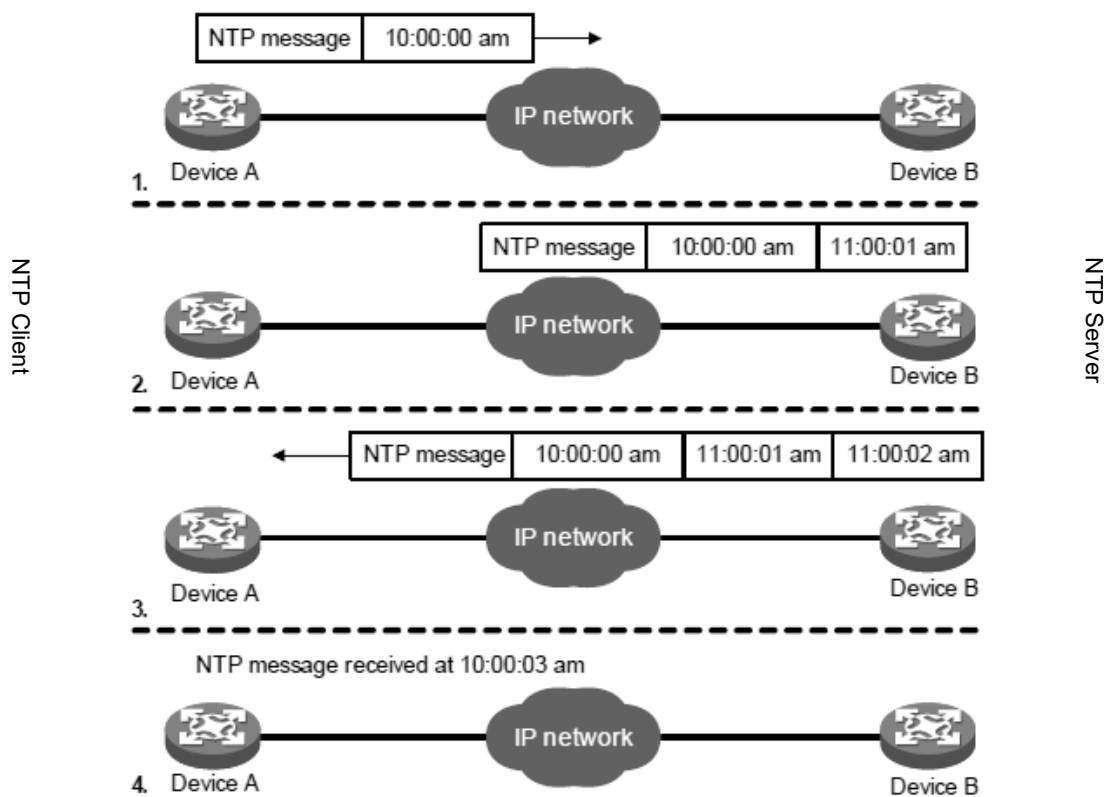 NTP message 10:00:00 am
IP network
Device A
Device B
1.
NTP message 10:00:00 am 11:00:01 am
IP network
Device A
Device B
2.
NTP Client
NTP Server
NTP message 10:00:00 am 11:00:01 am 11:00:02 am
IP network
Device A
Device B
3.
NTP message received at 10:00:03 am
IP network
Device A
Device B
4.